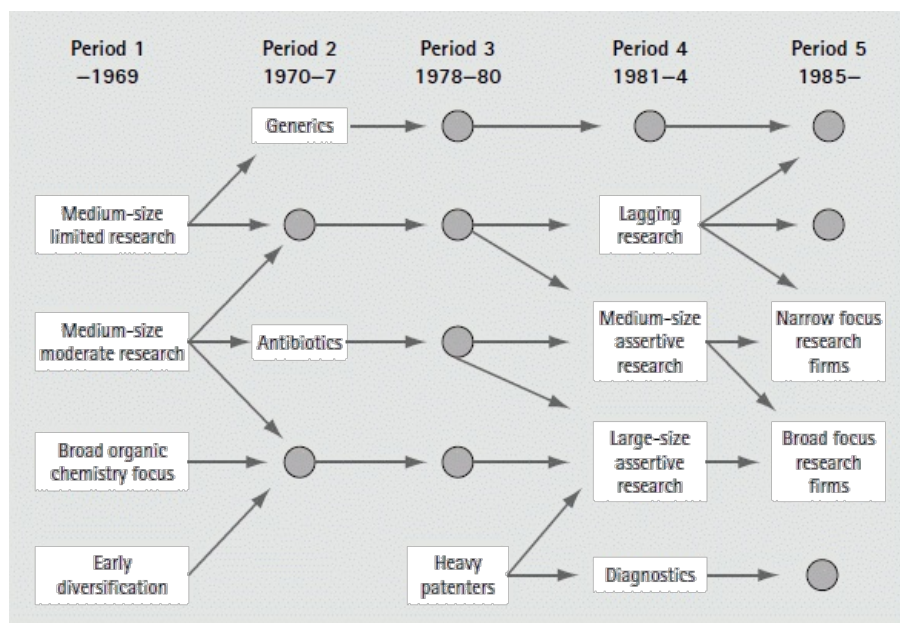 Period 1 Period 2 Period 3 Period 4 Period 5
–1969 1970–7 1978–80 1981–4 1985–
Generics
Medium-size
limited research
Lagging
research
Medium-size
moderate research
Antibiotics
Medium-size
assertive
research
Narrow focus
research
firms
Broad organic
chemistry focus
Large-size
assertive
research
Broad focus
research
firms
Early
diversification
Heavy
patenters
Diagnostics